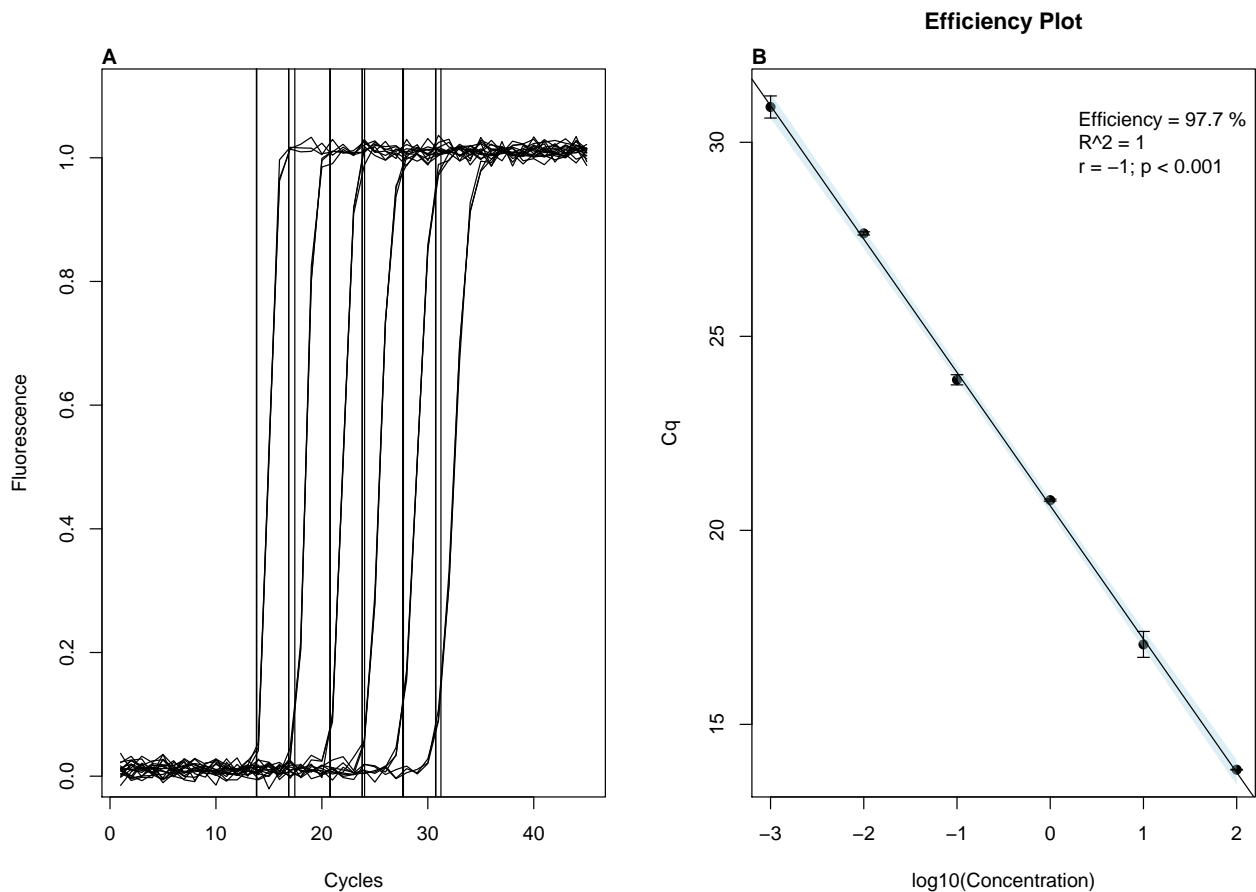 A
Fluorescence
1.0
0.8
0.6
0.4
0.2
0.0
0 10 20 30 40
Cycles
Efficiency Plot
B
Efficiency = 97.7 %
R^2 = 1
r = −1; p < 0.001
Cq
30
25
20
15
−3 −2 −1 0 1 2
log10(Concentration)